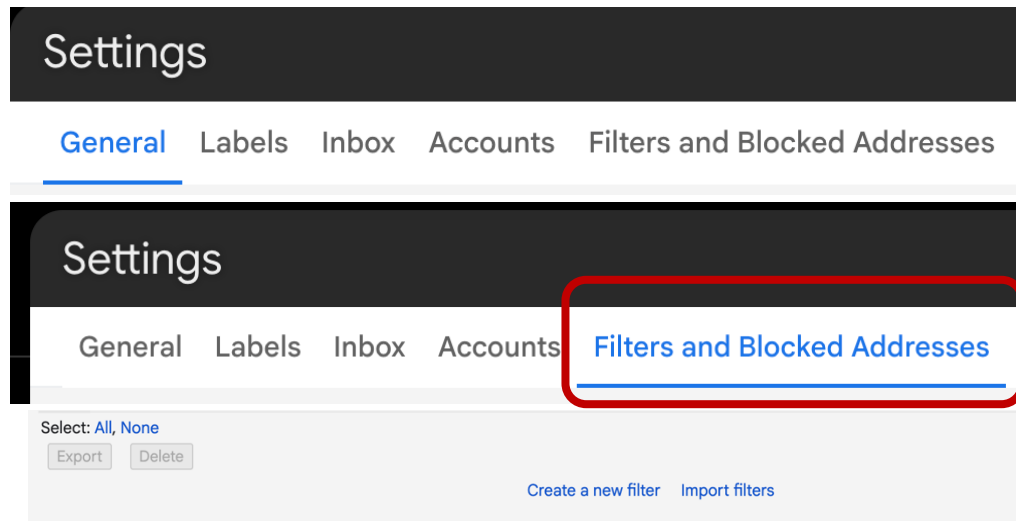 Settings
General Labels Inbox Accounts Filters and Blocked Addresses
Settings
General Labels Inbox Accounts Filters and Blocked Addresses
Select: All, None
Export Delete
Create a new filter Import filters